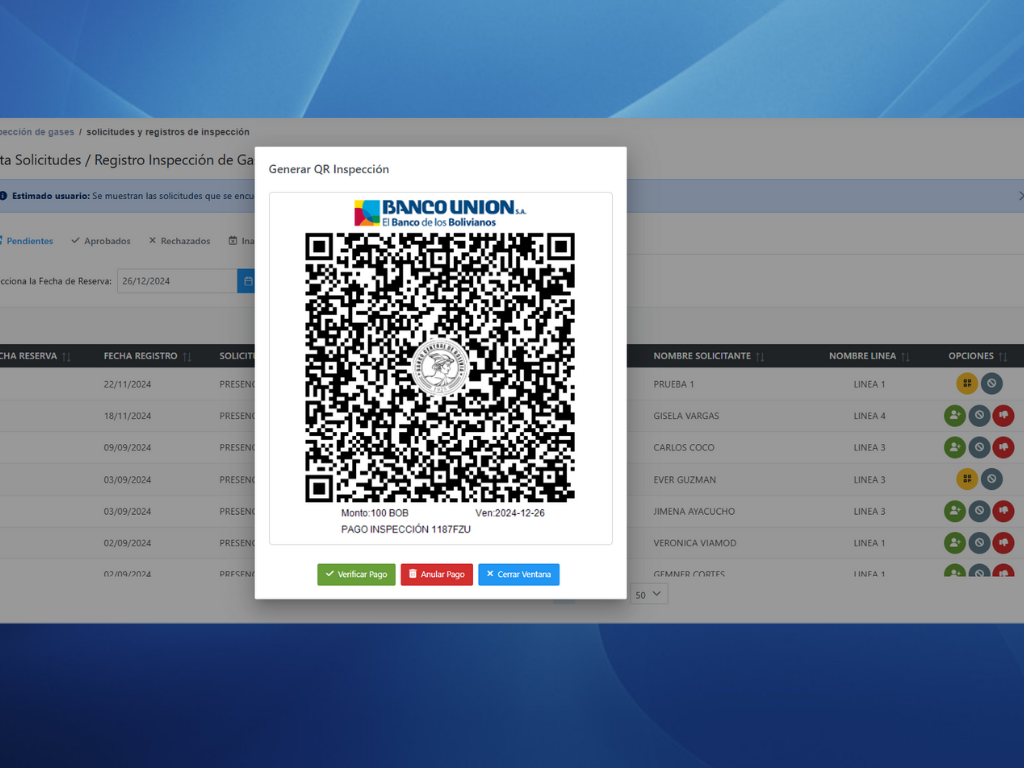 pección de gases / solicitudes y registros de inspección
ta Solicitudes / Registro Inspección de Ga
Estimado usuario: Se muestran las solicitudes que se encu
Pendientes Aprobados Rechazados Ina
cciona la Fecha de Reserva: 26/12/2024
Generar QR Inspección
BANCO UNION S.A.
El Banco de los Bolivianos
BANCO CENTRAL DE BOLIVIA
Monto:100 BOB Ven:2024-12-26
PAGO INSPECCIÓN 1187FZU
Verificar Pago Anular Pago Cerrar Ventana
CHA RESERVA FECHA REGISTRO SOLICIT NOMBRE SOLICITANTE NOMBRE LINEA OPCIONES
22/11/2024 PRESENC PRUEBA 1 LINEA 1
18/11/2024 PRESENC GISELA VARGAS LINEA 4
09/09/2024 PRESENC CARLOS COCO LINEA 3
03/09/2024 PRESENC EVER GUZMAN LINEA 3
03/09/2024 PRESENC JIMENA AYACUCHO LINEA 3
02/09/2024 PRESENC VERONICA VIAMOD LINEA 1
02/09/2024 PRESENC GEMNER CORTES LINEA 1
50